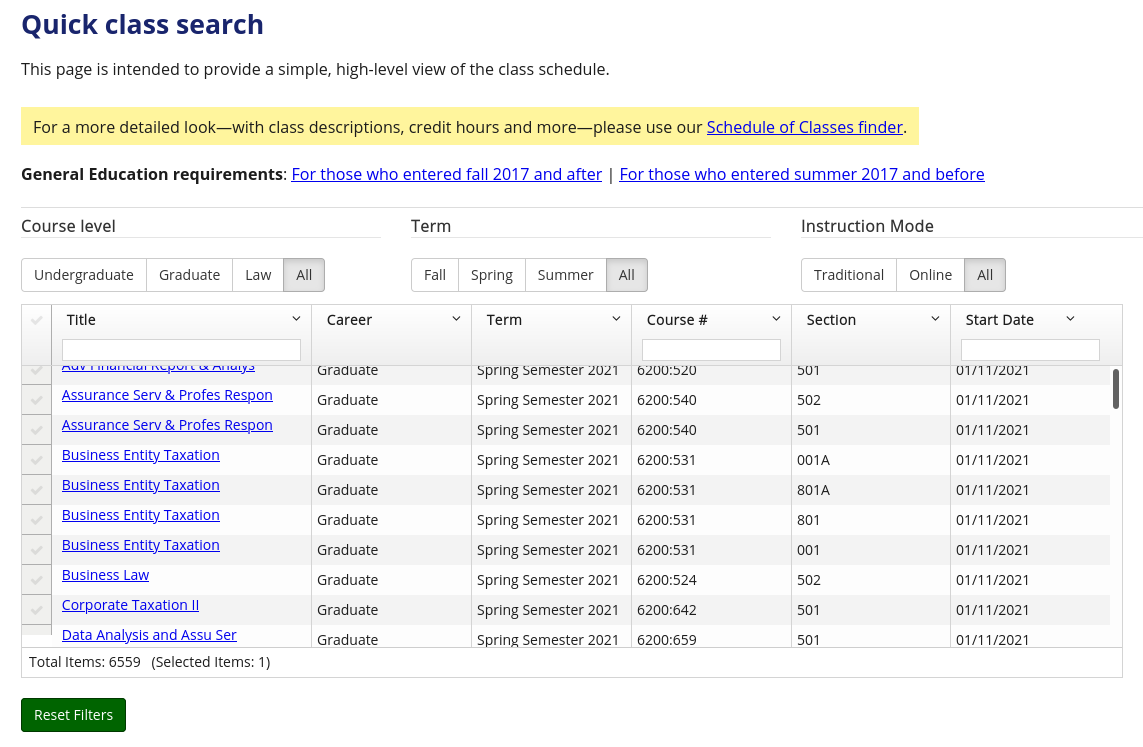 Quick class search
This page is intended to provide a simple, high-level view of the class schedule.
For a more detailed look—with class descriptions, credit hours and more—please use our Schedule of Classes finder.
General Education requirements: For those who entered fall 2017 and after | For those who entered summer 2017 and before
Course level Term Instruction Mode
Undergraduate Graduate Law All Fall Spring Summer All Traditional Online All
Title Career Term Course # Section Start Date
Adv Financial Report & Analys Graduate Spring Semester 2021 6200:520 501 01/11/2021
Assurance Serv & Profes Respon Graduate Spring Semester 2021 6200:540 502 01/11/2021
Assurance Serv & Profes Respon Graduate Spring Semester 2021 6200:540 501 01/11/2021
Business Entity Taxation Graduate Spring Semester 2021 6200:531 001A 01/11/2021
Business Entity Taxation Graduate Spring Semester 2021 6200:531 801A 01/11/2021
Business Entity Taxation Graduate Spring Semester 2021 6200:531 801 01/11/2021
Business Entity Taxation Graduate Spring Semester 2021 6200:531 001 01/11/2021
Business Law Graduate Spring Semester 2021 6200:524 502 01/11/2021
Corporate Taxation II Graduate Spring Semester 2021 6200:642 501 01/11/2021
Data Analysis and Assu Ser Graduate Spring Semester 2021 6200:659 501 01/11/2021
Total Items: 6559 (Selected Items: 1)
Reset Filters